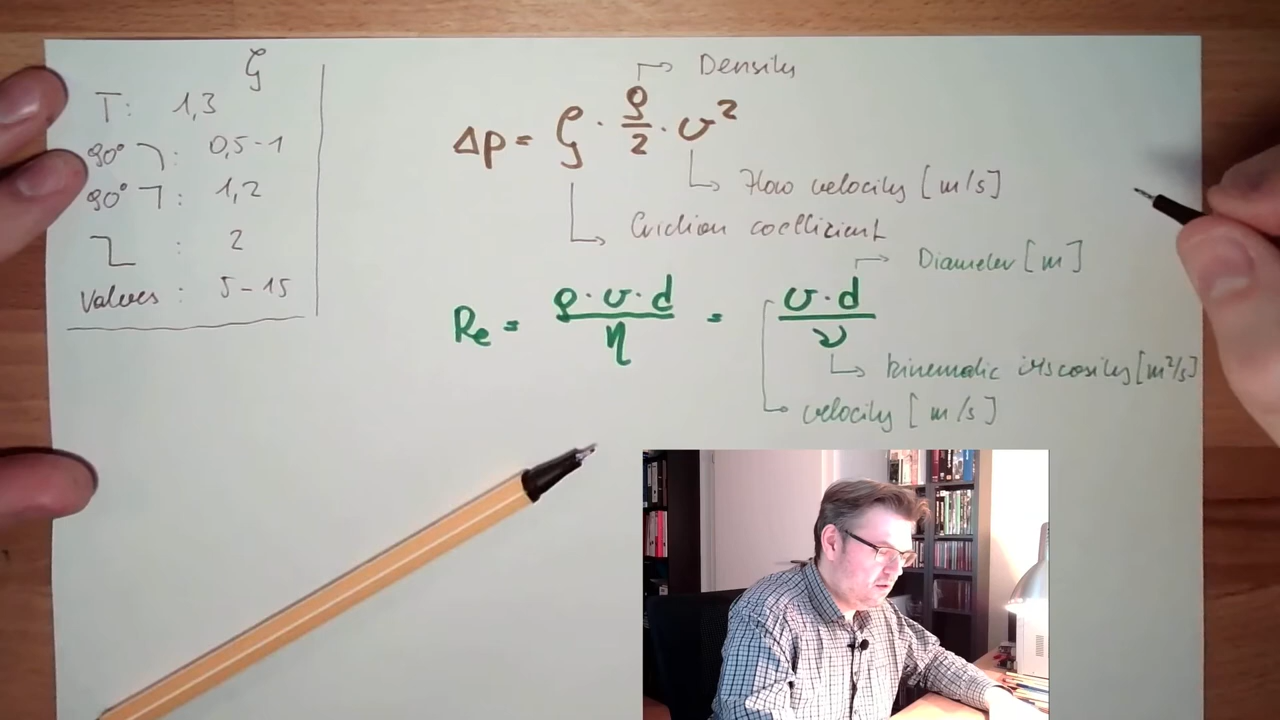 ζ
T: 1,3
90° ⌝: 0,5-1
90° ⌝: 1,2
: 2
Valves: 5-15
Density
Δp = ζ · ρ/2 · v²
Flow velocity [m/s]
Friction coefficient
Diameter [m]
Re = ρ·v·d/η = v·d/ν
kinematic viscosity [m²/s]
velocity [m/s]